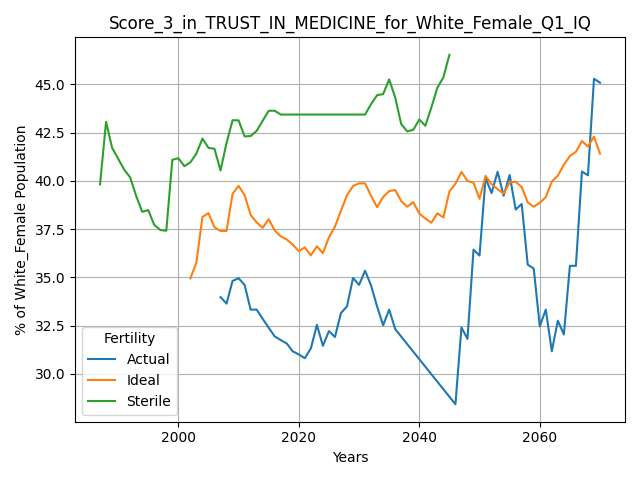 Score_3_in_TRUST_IN_MEDICINE_for_White_Female_Q1_IQ
% of White_Female Population
45.0
42.5
40.0
37.5
35.0
32.5
30.0
Fertility
Actual
Ideal
Sterile
2000
2020
2040
2060
Years